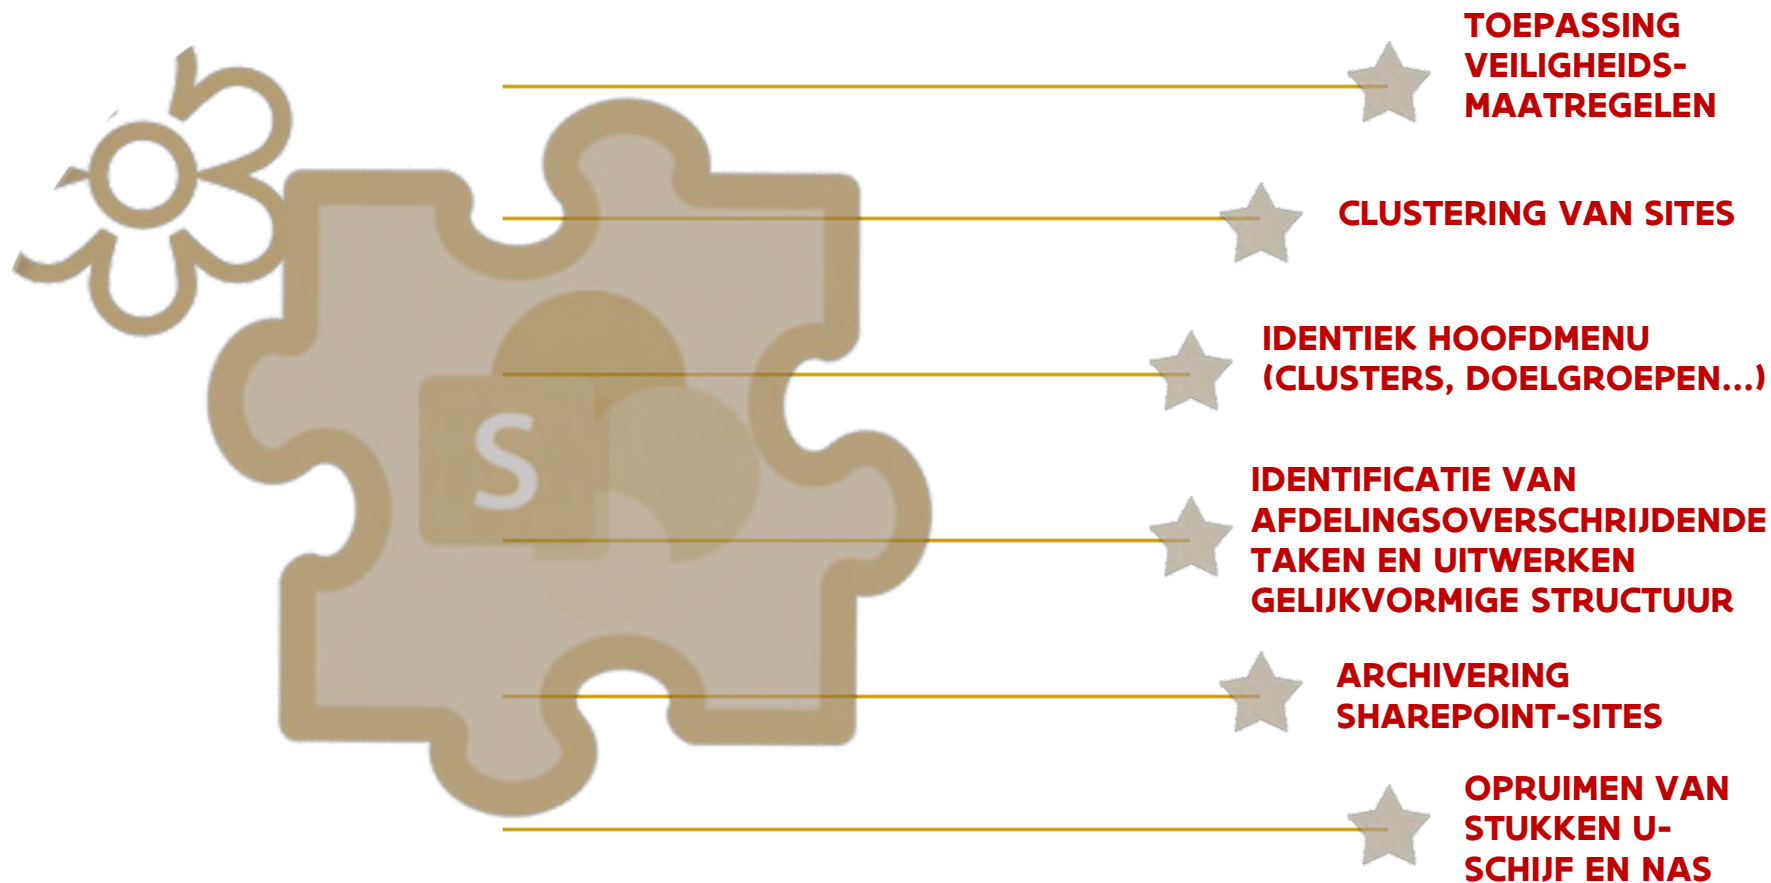 TOEPASSING
VEILIGHEIDS-
MAATREGELEN
CLUSTERING VAN SITES
IDENTIEK HOOFDMENU
(CLUSTERS, DOELGROEPEN...)
S
IDENTIFICATIE VAN
AFDELINGSOVERSCHRIJDENDE
TAKEN EN UITWERKEN
GELIJKVORMIGE STRUCTUUR
ARCHIVERING
SHAREPOINT-SITES
OPRUIMEN VAN
STUKKEN U-
SCHIJF EN NAS